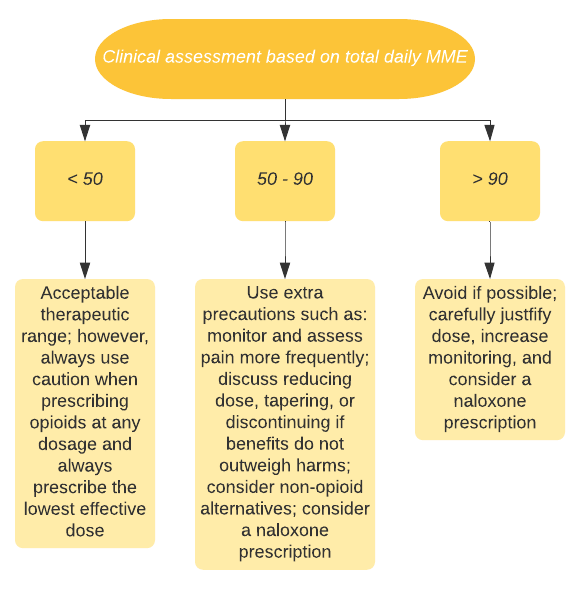 Clinical assessment based on total daily MME
< 50
50 - 90
> 90
Acceptable
therapeutic
range; however,
always use
caution when
prescribing
opioids at any
dosage and
always
prescribe the
lowest effective
dose
Use extra
precautions such as:
monitor and assess
pain more frequently;
discuss reducing
dose, tapering, or
discontinuing if
benefits do not
outweigh harms;
consider non-opioid
alternatives; consider
a naloxone
prescription
Avoid if possible;
carefully justfify
dose, increase
monitoring, and
consider a
naloxone
prescription